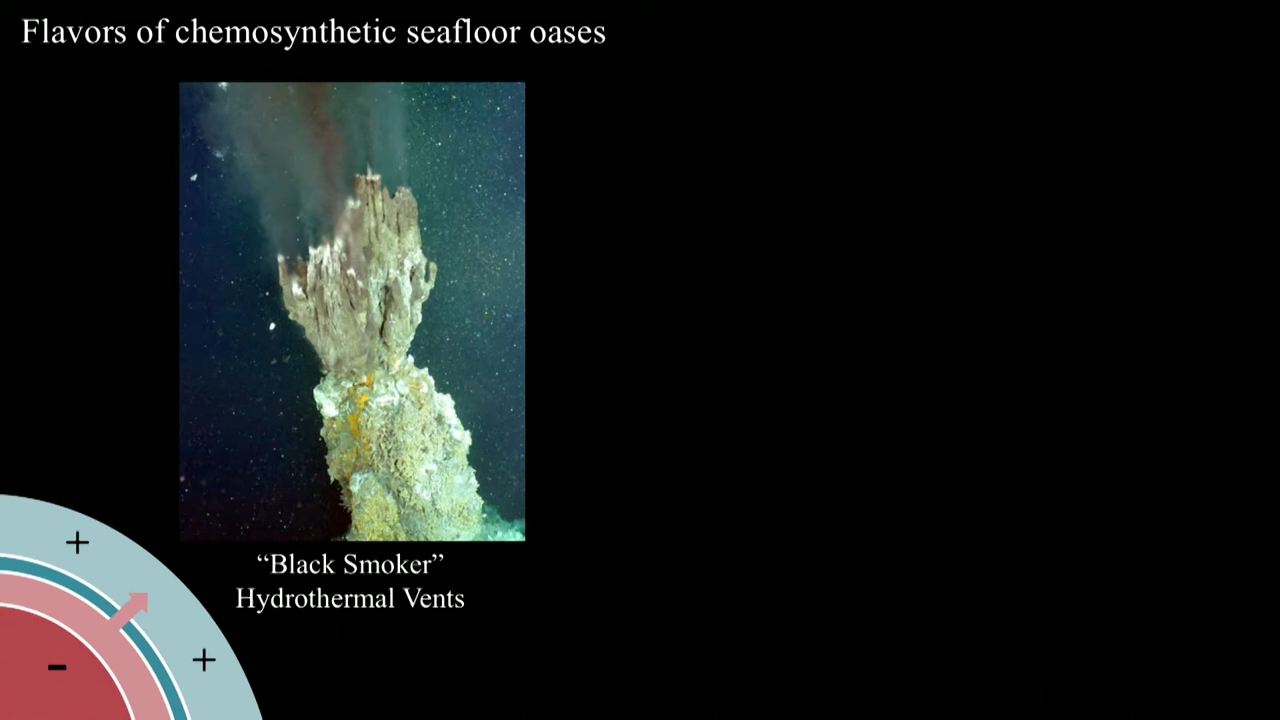 Flavors of chemosynthetic seafloor oases
“Black Smoker”
Hydrothermal Vents
+
+
-